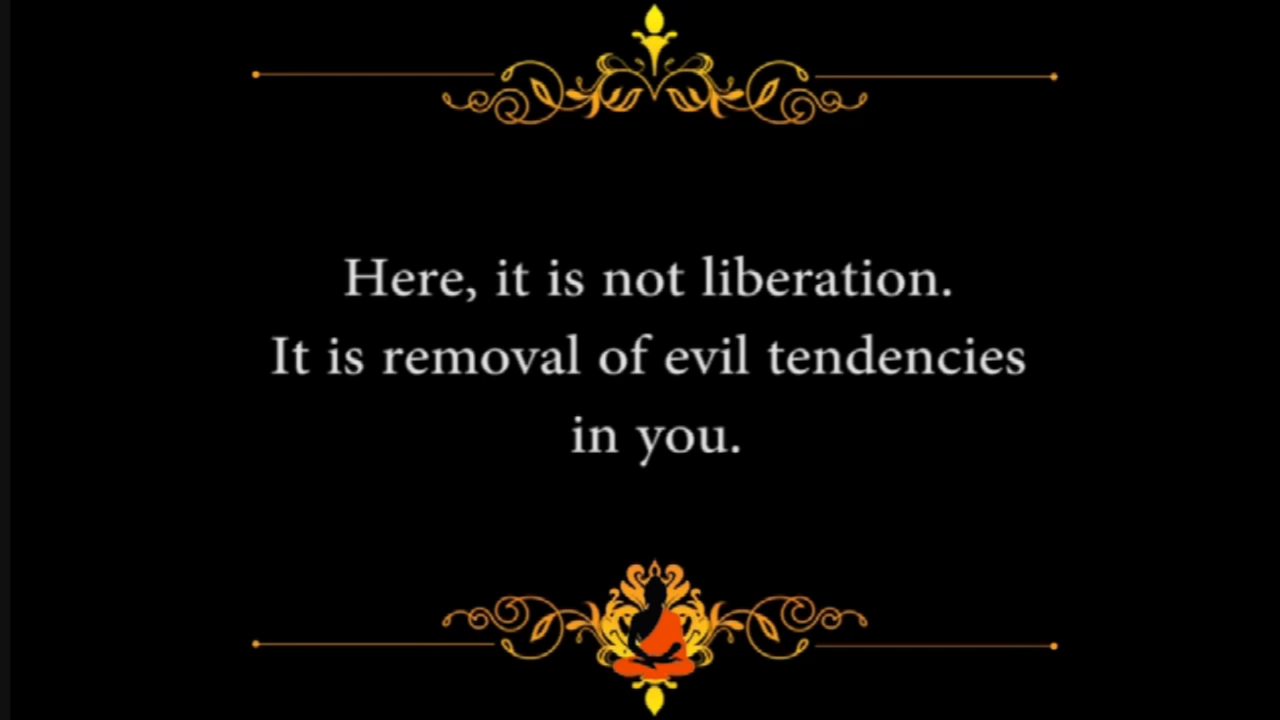 Here, it is not liberation.
It is removal of evil tendencies
in you.